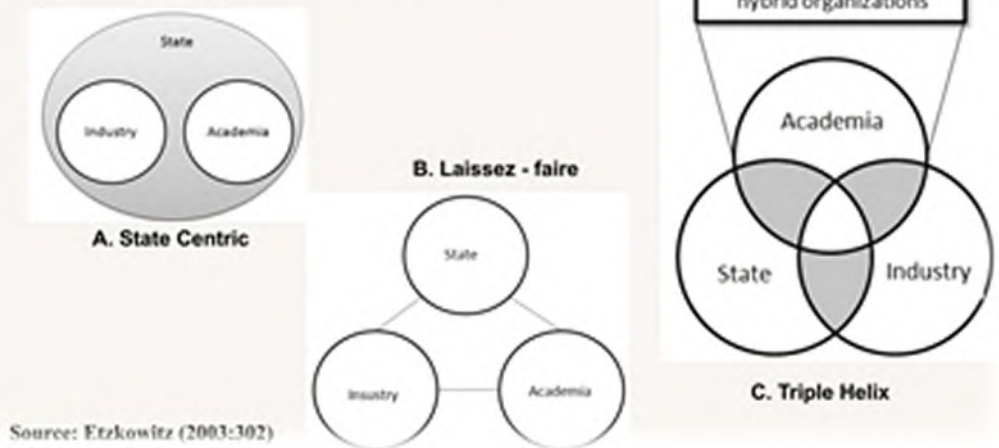 State
Industry
Academia
A. State Centric
B. Laissez - faire
State
Insustry
Academia
hybrid organizations
Academia
State
Industry
C. Triple Helix
Source: Etzkowitz (2003:302)